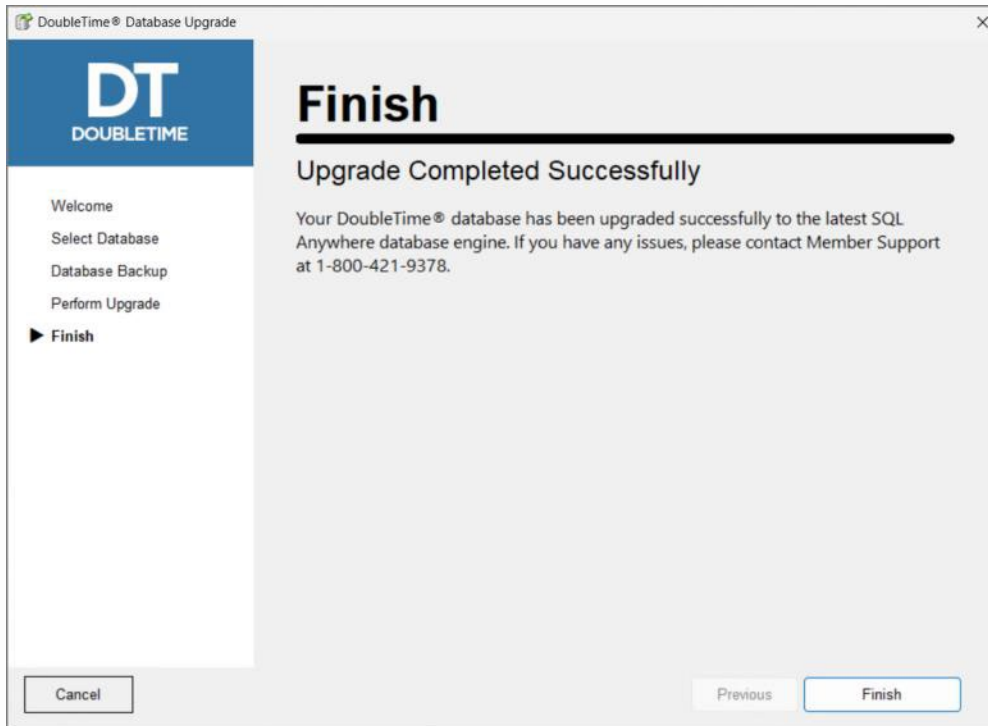 DoubleTime® Database Upgrade
DT
DOUBLETIME
Welcome
Select Database
Database Backup
Perform Upgrade
Finish
Finish
Upgrade Completed Successfully
Your DoubleTime® database has been upgraded successfully to the latest SQL
Anywhere database engine. If you have any issues, please contact Member Support
at 1-800-421-9378.
Cancel
Previous
Finish